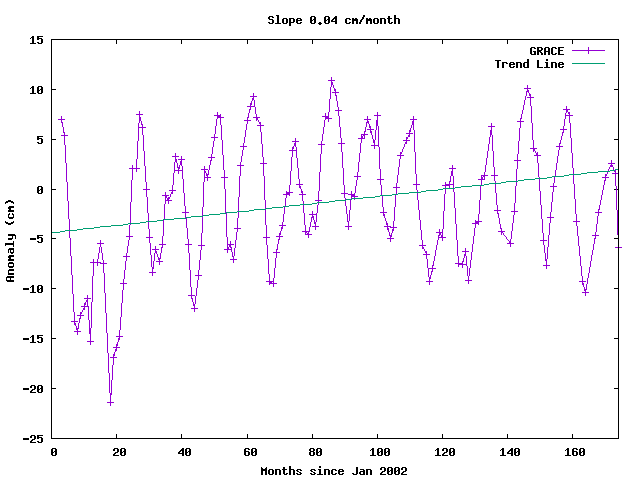 Slope 0.04 cm/month
15
10
5
0
-5
-10
-15
-20
-25
Anomaly (cm)
GRACE
Trend Line
0 20 40 60 80 100 120 140 160
Months since Jan 2002